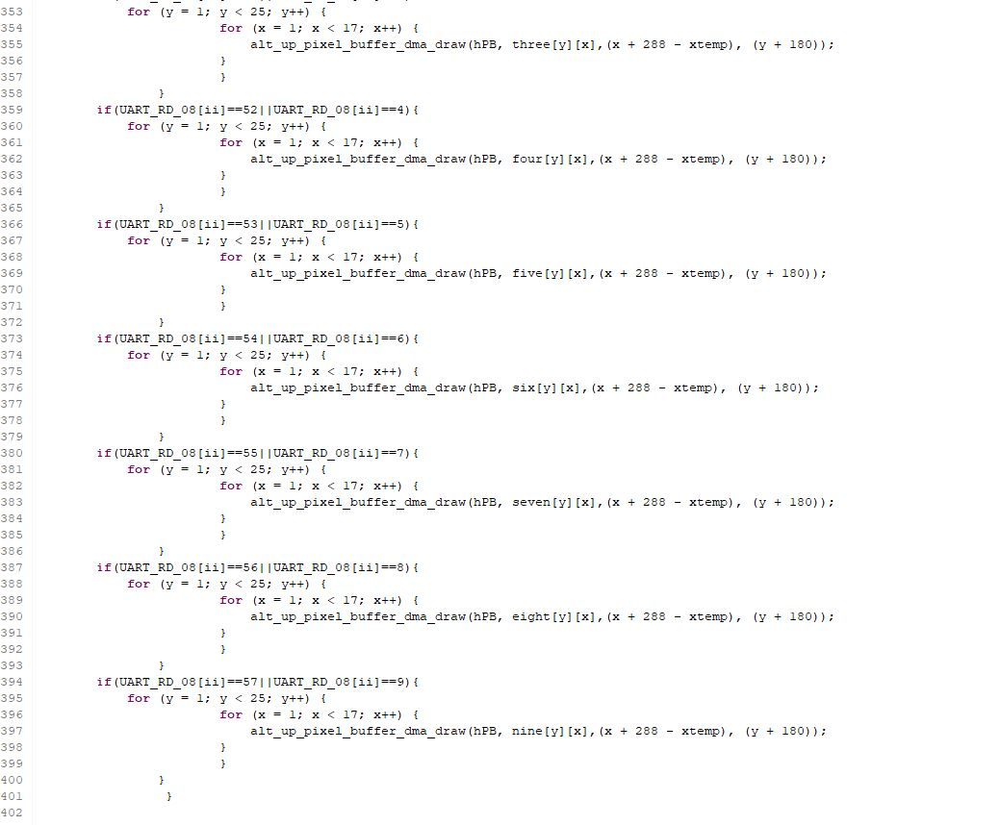 353 for (y = 1; y < 25; y++) {
354 for (x = 1; x < 17; x++) {
355 alt_up_pixel_buffer_dma_draw(hPB, three[y][x],(x + 288 - xtemp), (y + 180));
356 }
357 }
358 }
359 if(UART_RD_08[ii]==52||UART_RD_08[ii]==4){
360 for (y = 1; y < 25; y++) {
361 for (x = 1; x < 17; x++) {
362 alt_up_pixel_buffer_dma_draw(hPB, four[y][x],(x + 288 - xtemp), (y + 180));
363 }
364 }
365 }
366 if(UART_RD_08[ii]==53||UART_RD_08[ii]==5){
367 for (y = 1; y < 25; y++) {
368 for (x = 1; x < 17; x++) {
369 alt_up_pixel_buffer_dma_draw(hPB, five[y][x],(x + 288 - xtemp), (y + 180));
370 }
371 }
372 }
373 if(UART_RD_08[ii]==54||UART_RD_08[ii]==6){
374 for (y = 1; y < 25; y++) {
375 for (x = 1; x < 17; x++) {
376 alt_up_pixel_buffer_dma_draw(hPB, six[y][x],(x + 288 - xtemp), (y + 180));
377 }
378 }
379 }
380 if(UART_RD_08[ii]==55||UART_RD_08[ii]==7){
381 for (y = 1; y < 25; y++) {
382 for (x = 1; x < 17; x++) {
383 alt_up_pixel_buffer_dma_draw(hPB, seven[y][x],(x + 288 - xtemp), (y + 180));
384 }
385 }
386 }
387 if(UART_RD_08[ii]==56||UART_RD_08[ii]==8){
388 for (y = 1; y < 25; y++) {
389 for (x = 1; x < 17; x++) {
390 alt_up_pixel_buffer_dma_draw(hPB, eight[y][x],(x + 288 - xtemp), (y + 180));
391 }
392 }
393 }
394 if(UART_RD_08[ii]==57||UART_RD_08[ii]==9){
395 for (y = 1; y < 25; y++) {
396 for (x = 1; x < 17; x++) {
397 alt_up_pixel_buffer_dma_draw(hPB, nine[y][x],(x + 288 - xtemp), (y + 180));
398 }
399 }
400 }
401 }
402